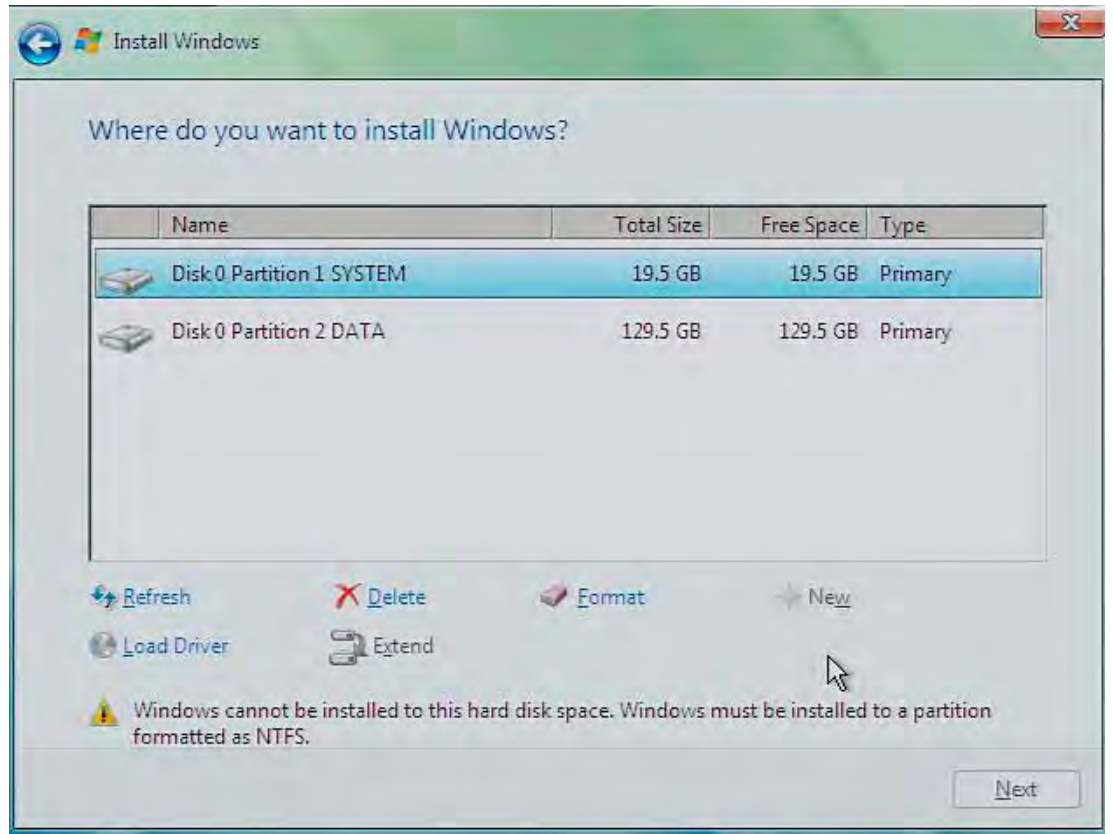 Install Windows
Where do you want to install Windows?
Name Total Size Free Space Type
Disk 0 Partition 1 SYSTEM 19.5 GB 19.5 GB Primary
Disk 0 Partition 2 DATA 129.5 GB 129.5 GB Primary
Refresh Delete Format New
Load Driver Extend
Windows cannot be installed to this hard disk space. Windows must be installed to a partition
formatted as NTFS.
Next